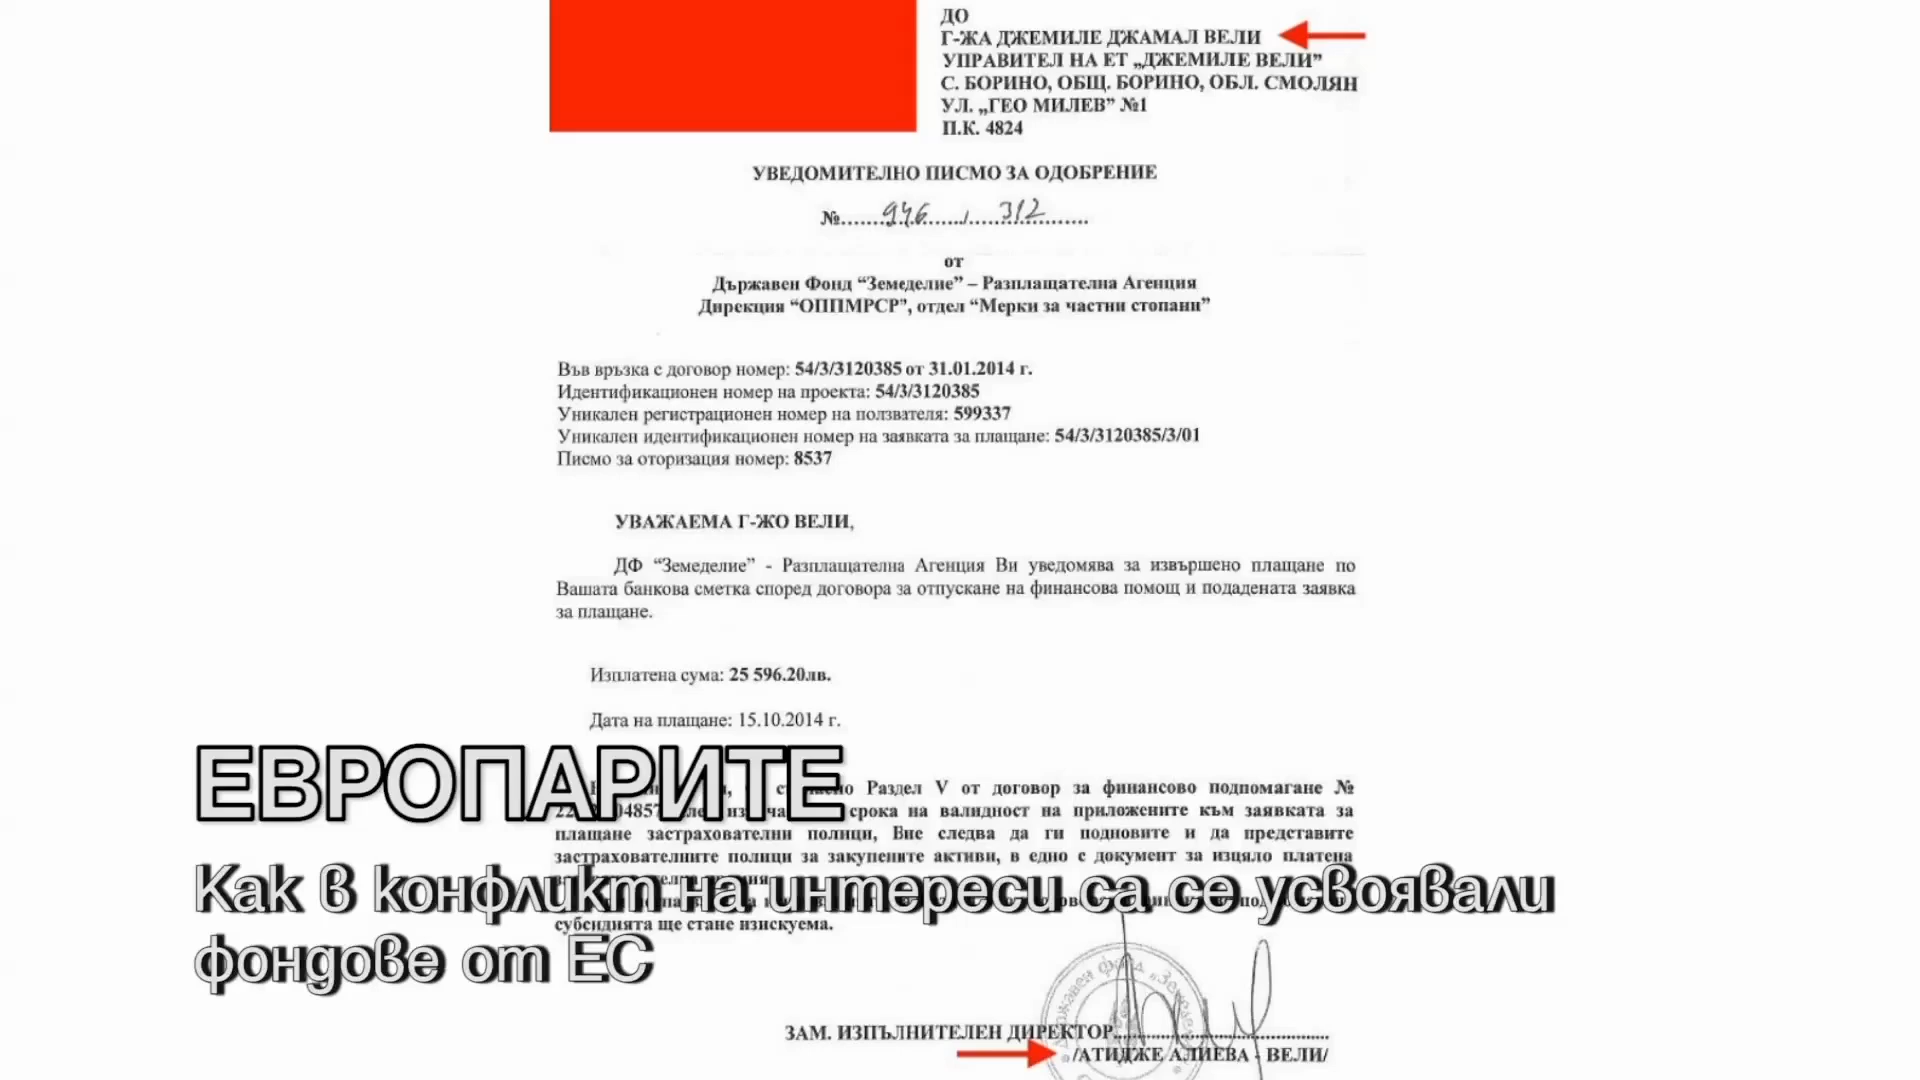 ДО
Г-ЖА ДЖЕМИЛЕ ДЖАМАЛ ВЕЛИ
УПРАВИТЕЛ НА ЕТ „ДЖЕМИЛЕ ВЕЛИ”
С. БОРИНО, ОБЩ. БОРИНО, ОБЛ. СМОЛЯН
УЛ. „ГЕО МИЛЕВ” №1
П.К. 4824
УВЕДОМИТЕЛНО ПИСМО ЗА ОДОБРЕНИЕ
№.......946....../.....312..........
от
Държавен Фонд “Земеделие” – Разплащателна Агенция
Дирекция “ОППМРСР”, отдел “Мерки за частни стопани”
Във връзка с договор номер: 54/3/3120385 от 31.01.2014 г.
Идентификационен номер на проекта: 54/3/3120385
Уникален регистрационен номер на ползвателя: 599337
Уникален идентификационен номер на заявката за плащане: 54/3/3120385/3/01
Писмо за оторизация номер: 8537
УВАЖАЕМА Г-ЖО ВЕЛИ,
ДФ “Земеделие” - Разплащателна Агенция Ви уведомява за извършено плащане по
Вашата банкова сметка според договора за отпускане на финансова помощ и подадената заявка
за плащане.
Изплатена сума: 25 596.20лв.
Дата на плащане: 15.10.2014 г.
ЕВРОПАРИТЕ
Раздел V от договор за финансово подпомагане №
срока на валидност на приложените към заявката за
плащане застрахователни полици, Вие следва да ги подновите и да представите
застрахователните полици за закупените активи, в едно с документ за изцяло платена
Как в конфликт на интереси са се усвоявали
фондове от ЕС
субсидията ще стане изискуема.
ЗАМ. ИЗПЪЛНИТЕЛЕН ДИРЕКТОР
/АТИДЖЕ АЛИЕВА - ВЕЛИ/